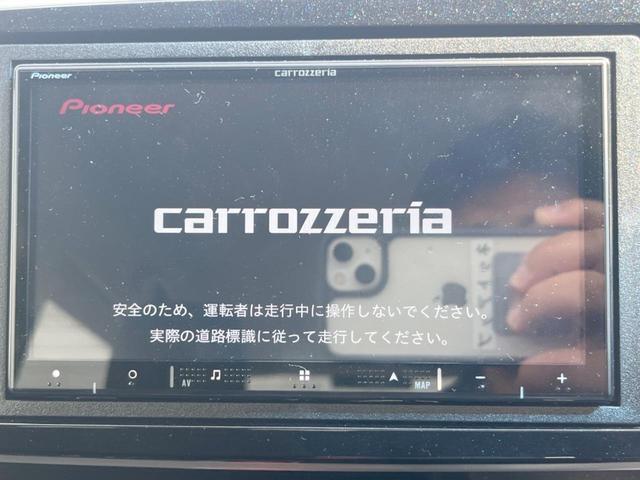 Pioneer
carrozzeria
Pioneer
carrozzeria
安全のため、運転者は走行中に操作しないでください。
実際の道路標識に従って走行してください。
AV
MAP